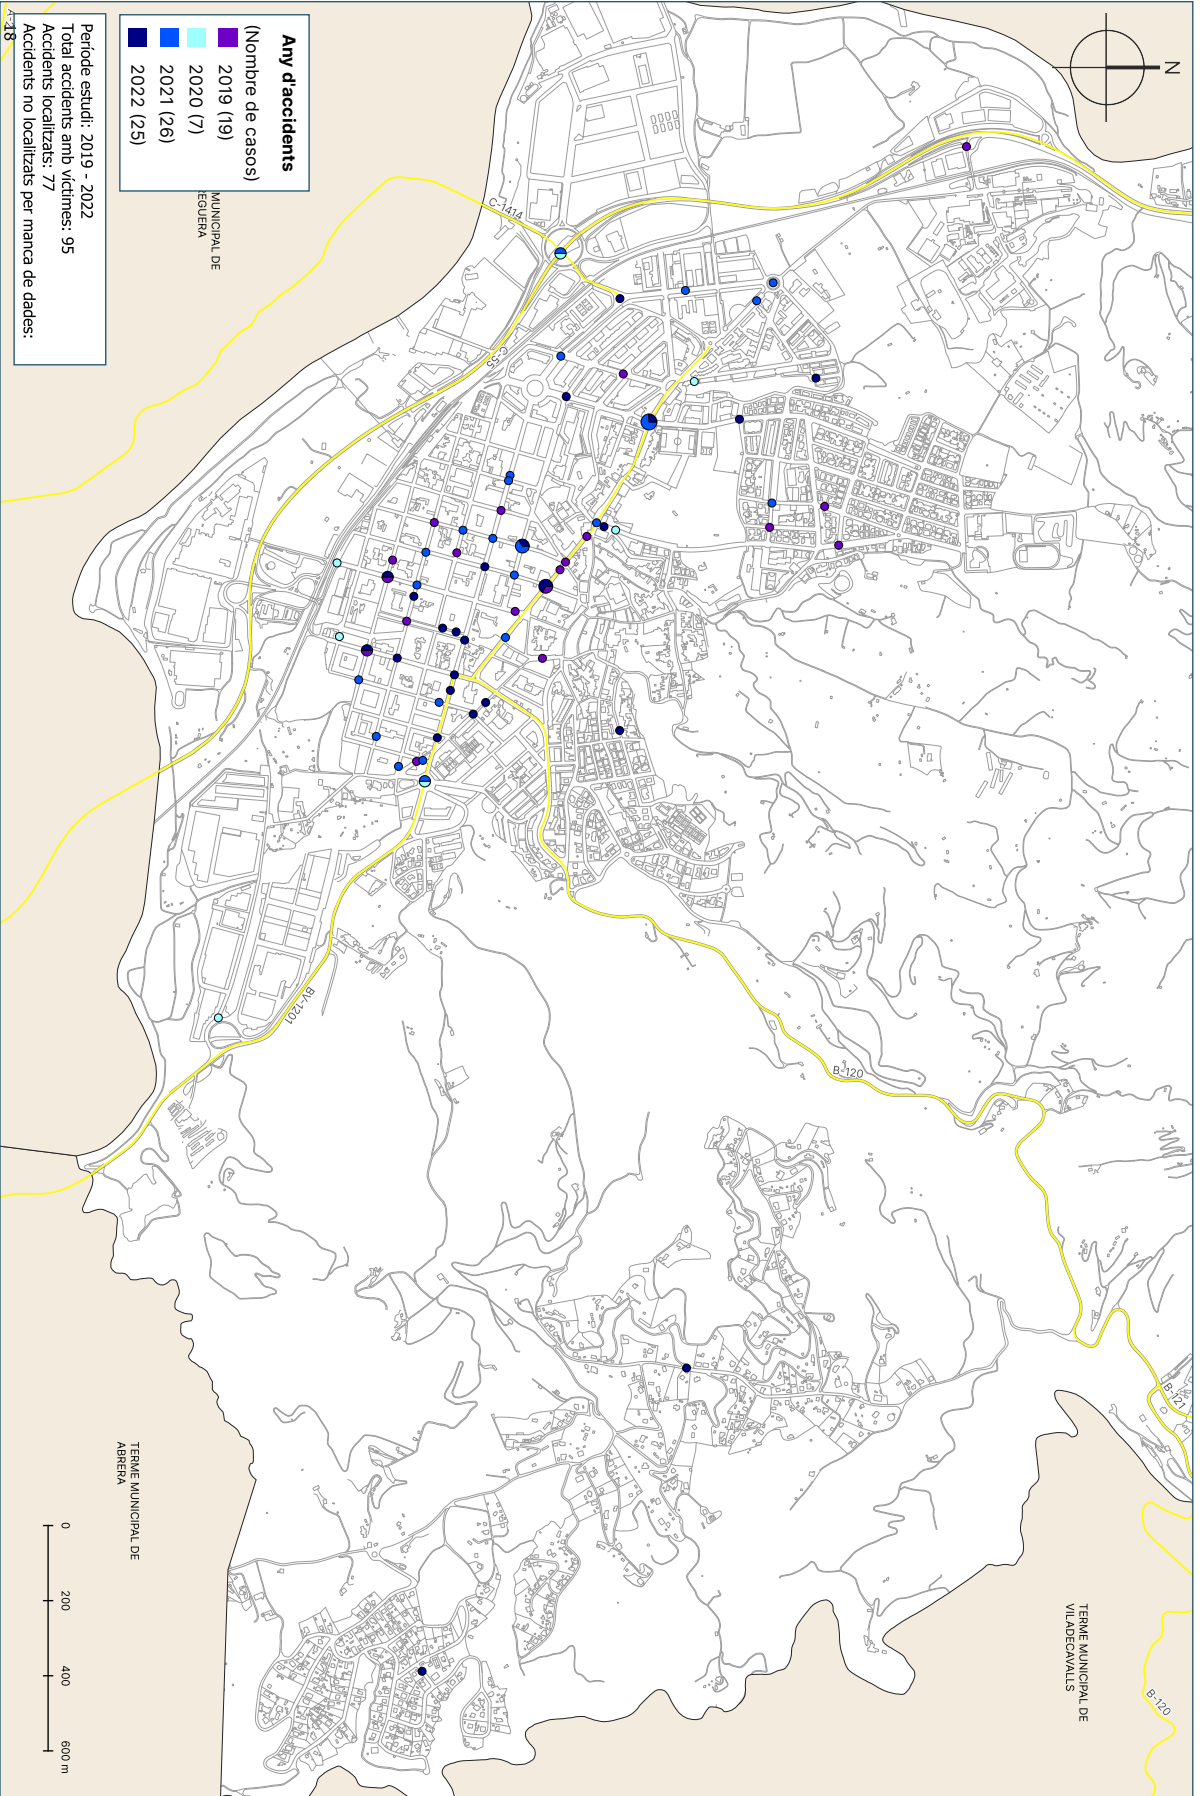 N
Any d'accidents
(Nombre de casos)
2019 (19)
2020 (7)
2021 (26)
2022 (25)
Període estudi: 2019 - 2022
Total accidents amb víctimes: 95
Accidents localitzats: 77
Accidents no localitzats per manca de dades:
18
MUNICIPAL DE
REGUERA
C-1414
C-55
BV-1201
B-120
B-121
B-120
TERME MUNICIPAL DE
VILADECAVALLS
TERME MUNICIPAL DE
ABRERA
0
200
400
600 m